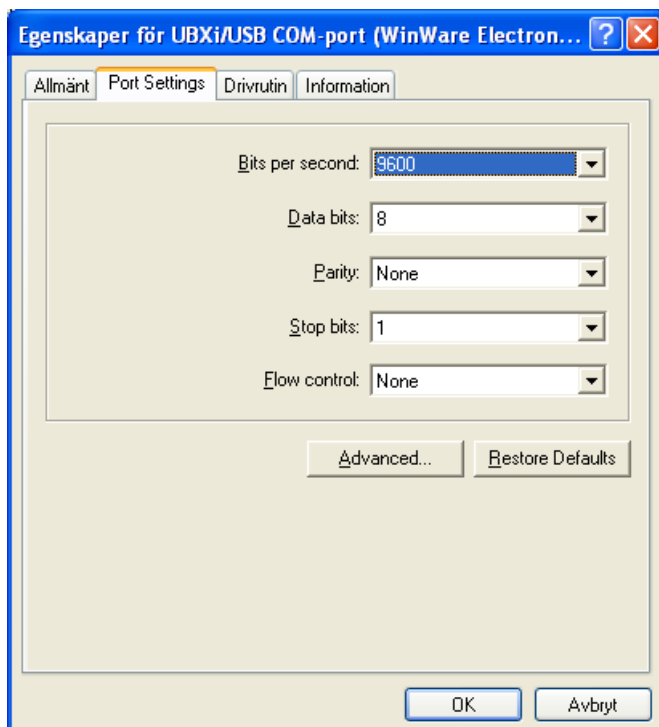 Egenskaper för UBXi/USB COM-port (WinWare Electron...
Allmänt Port Settings Drivrutin Information
Bits per second: 9600
Data bits: 8
Parity: None
Stop bits: 1
Flow control: None
Advanced... Restore Defaults
OK Avbryt